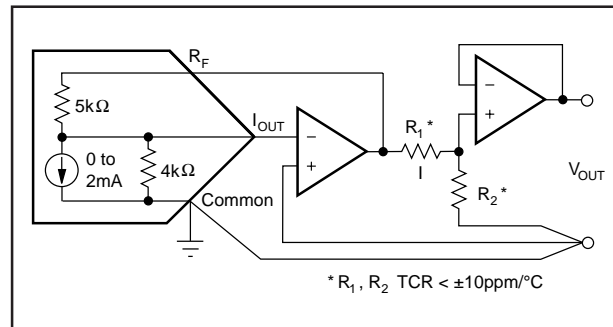 R_F
5kΩ
I_OUT
0 to
2mA
4kΩ
Common
−
+
R_1*
I
−
+
R_2*
V_OUT
*R_1, R_2 TCR < ±10ppm/°C